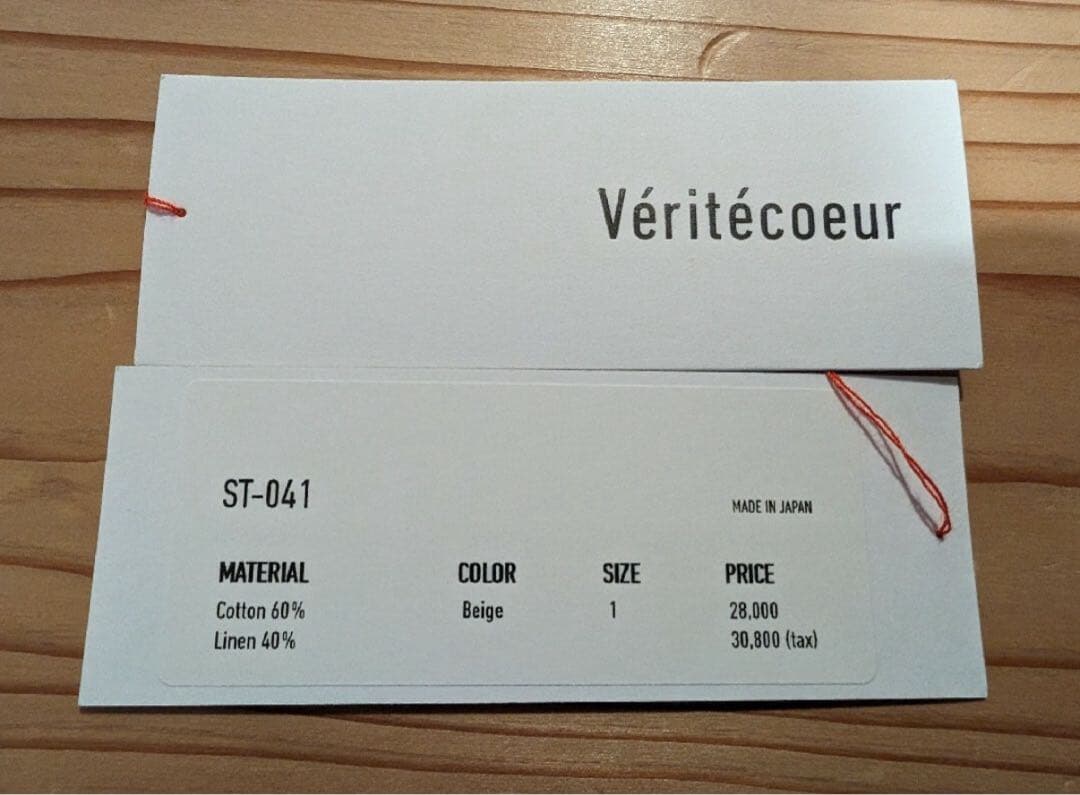 Véritécoeur
ST-041
MADE IN JAPAN
MATERIAL COLOR SIZE PRICE
Cotton 60% Beige 1 28,000
Linen 40% 30,800 (tax)